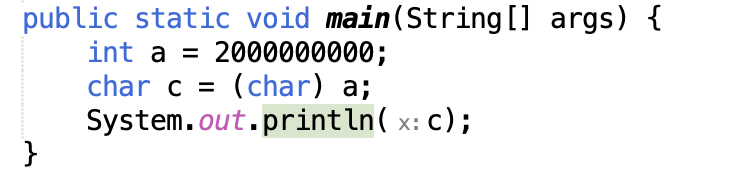 public static void main(String[] args) {
    int a = 2000000000;
    char c = (char) a;
    System.out.println( x: c);
}